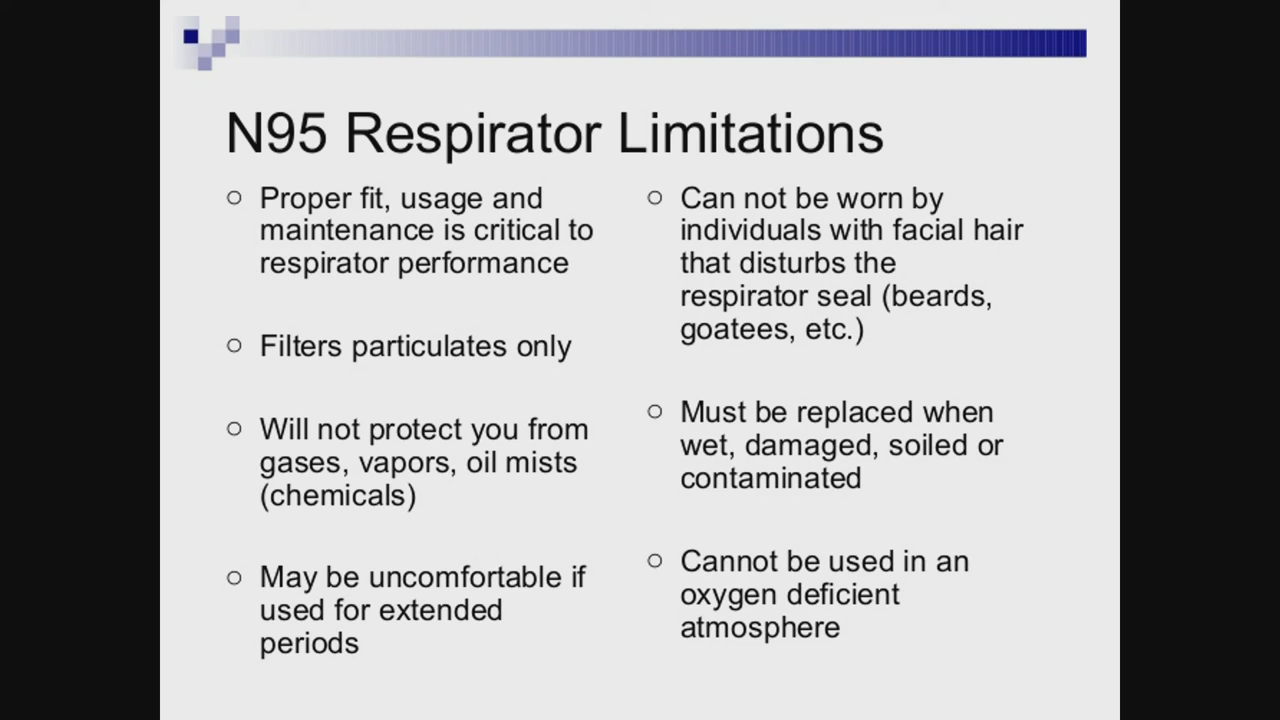 N95 Respirator Limitations
Proper fit, usage and
maintenance is critical to
respirator performance
Filters particulates only
Will not protect you from
gases, vapors, oil mists
(chemicals)
May be uncomfortable if
used for extended
periods
Can not be worn by
individuals with facial hair
that disturbs the
respirator seal (beards,
goatees, etc.)
Must be replaced when
wet, damaged, soiled or
contaminated
Cannot be used in an
oxygen deficient
atmosphere